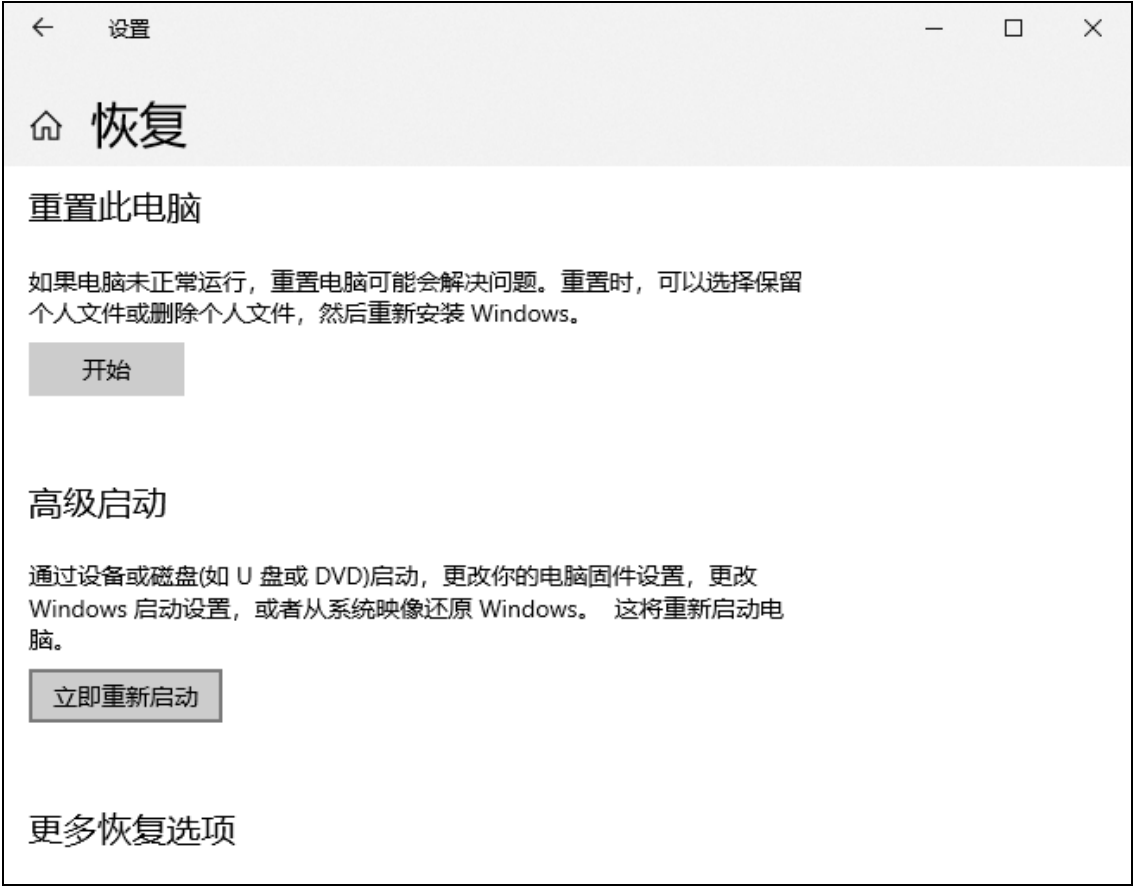 设置
恢复
重置此电脑
如果电脑未正常运行，重置电脑可能会解决问题。重置时，可以选择保留
个人文件或删除个人文件，然后重新安装 Windows。
开始
高级启动
通过设备或磁盘(如 U 盘或 DVD)启动，更改你的电脑固件设置，更改
Windows 启动设置，或者从系统映像还原 Windows。 这将重新启动电
脑。
立即重新启动
更多恢复选项